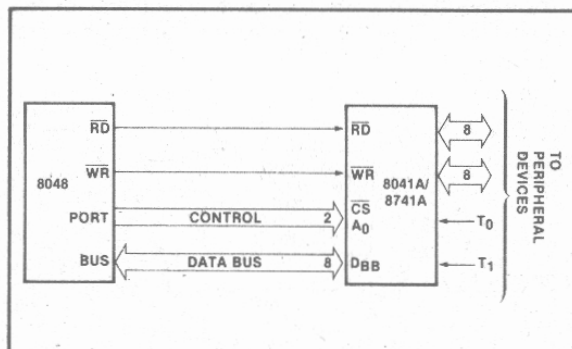 8048
RD
WR
PORT
BUS
CONTROL 2
DATA BUS 8
RD
WR
8041A/
8741A
CS
A0
DBB
8
8
T0
T1
TO
PERIPHERAL
DEVICES